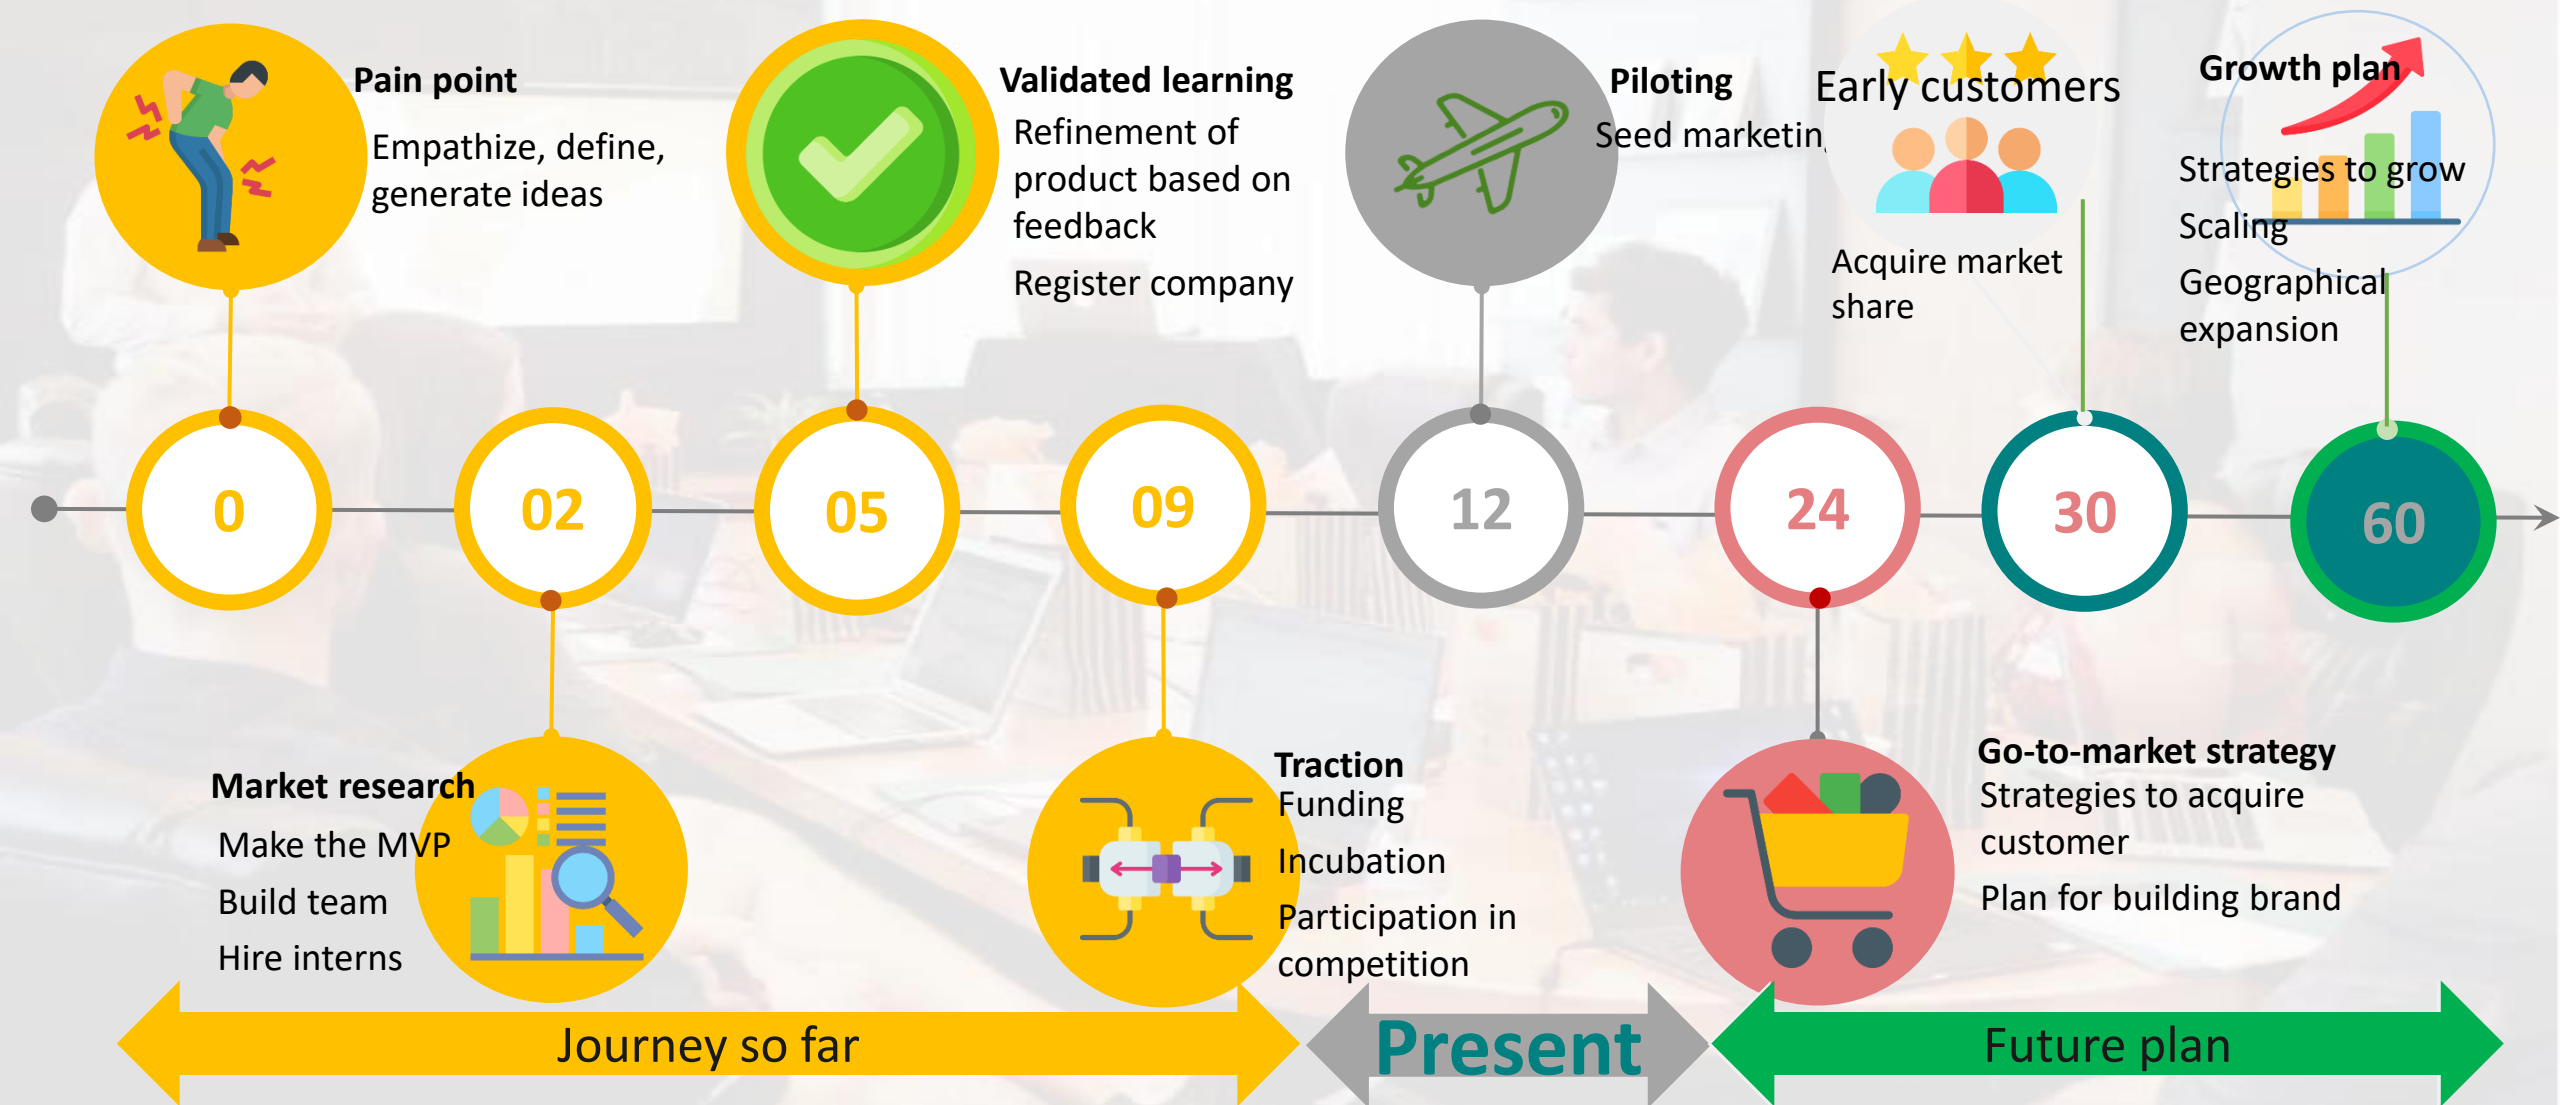 Pain point
Empathize, define,
generate ideas
Validated learning
Refinement of
product based on
feedback
Register company
Piloting
Seed marketin
Early customers
Acquire market
share
Growth plan
Strategies to grow
Scaling
Geographical
expansion
0
02
05
09
12
24
30
60
Market research
Make the MVP
Build team
Hire interns
Traction
Funding
Incubation
Participation in
competition
Go-to-market strategy
Strategies to acquire
customer
Plan for building brand
Journey so far
Present
Future plan